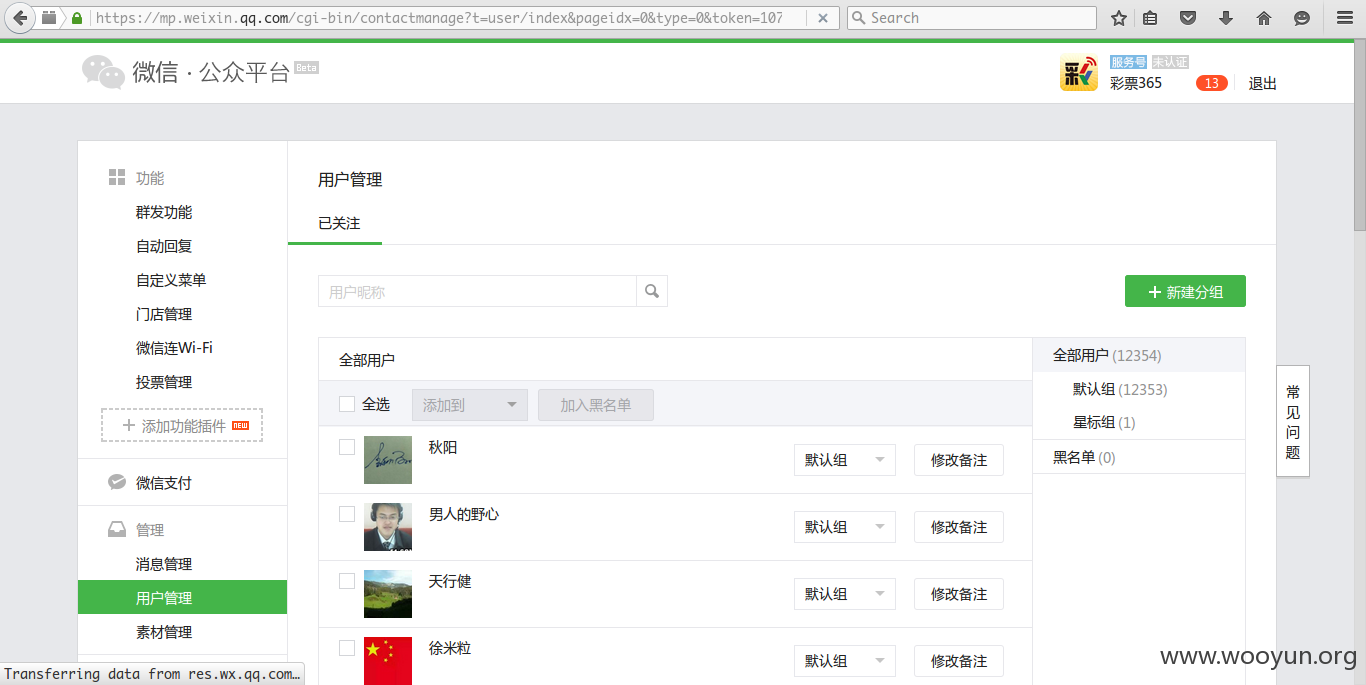 https://mp.weixin.qq.com/cgi-bin/contactmanage?t=user/index&pageidx=0&type=0&token=107
Search
微信·公众平台 Beta
服务号 未认证
彩票365 13 退出
功能
群发功能
自动回复
自定义菜单
门店管理
微信连Wi-Fi
投票管理
+ 添加功能插件 NEW
微信支付
管理
消息管理
用户管理
素材管理
用户管理
已关注
用户昵称
+ 新建分组
全部用户
全选 添加到 加入黑名单
秋阳 默认组 修改备注
男人的野心 默认组 修改备注
天行健 默认组 修改备注
徐米粒 默认组 修改备注
全部用户 (12354)
默认组 (12353)
星标组 (1)
黑名单 (0)
常见问题
Transferring data from res.wx.qq.com…
www.wooyun.org